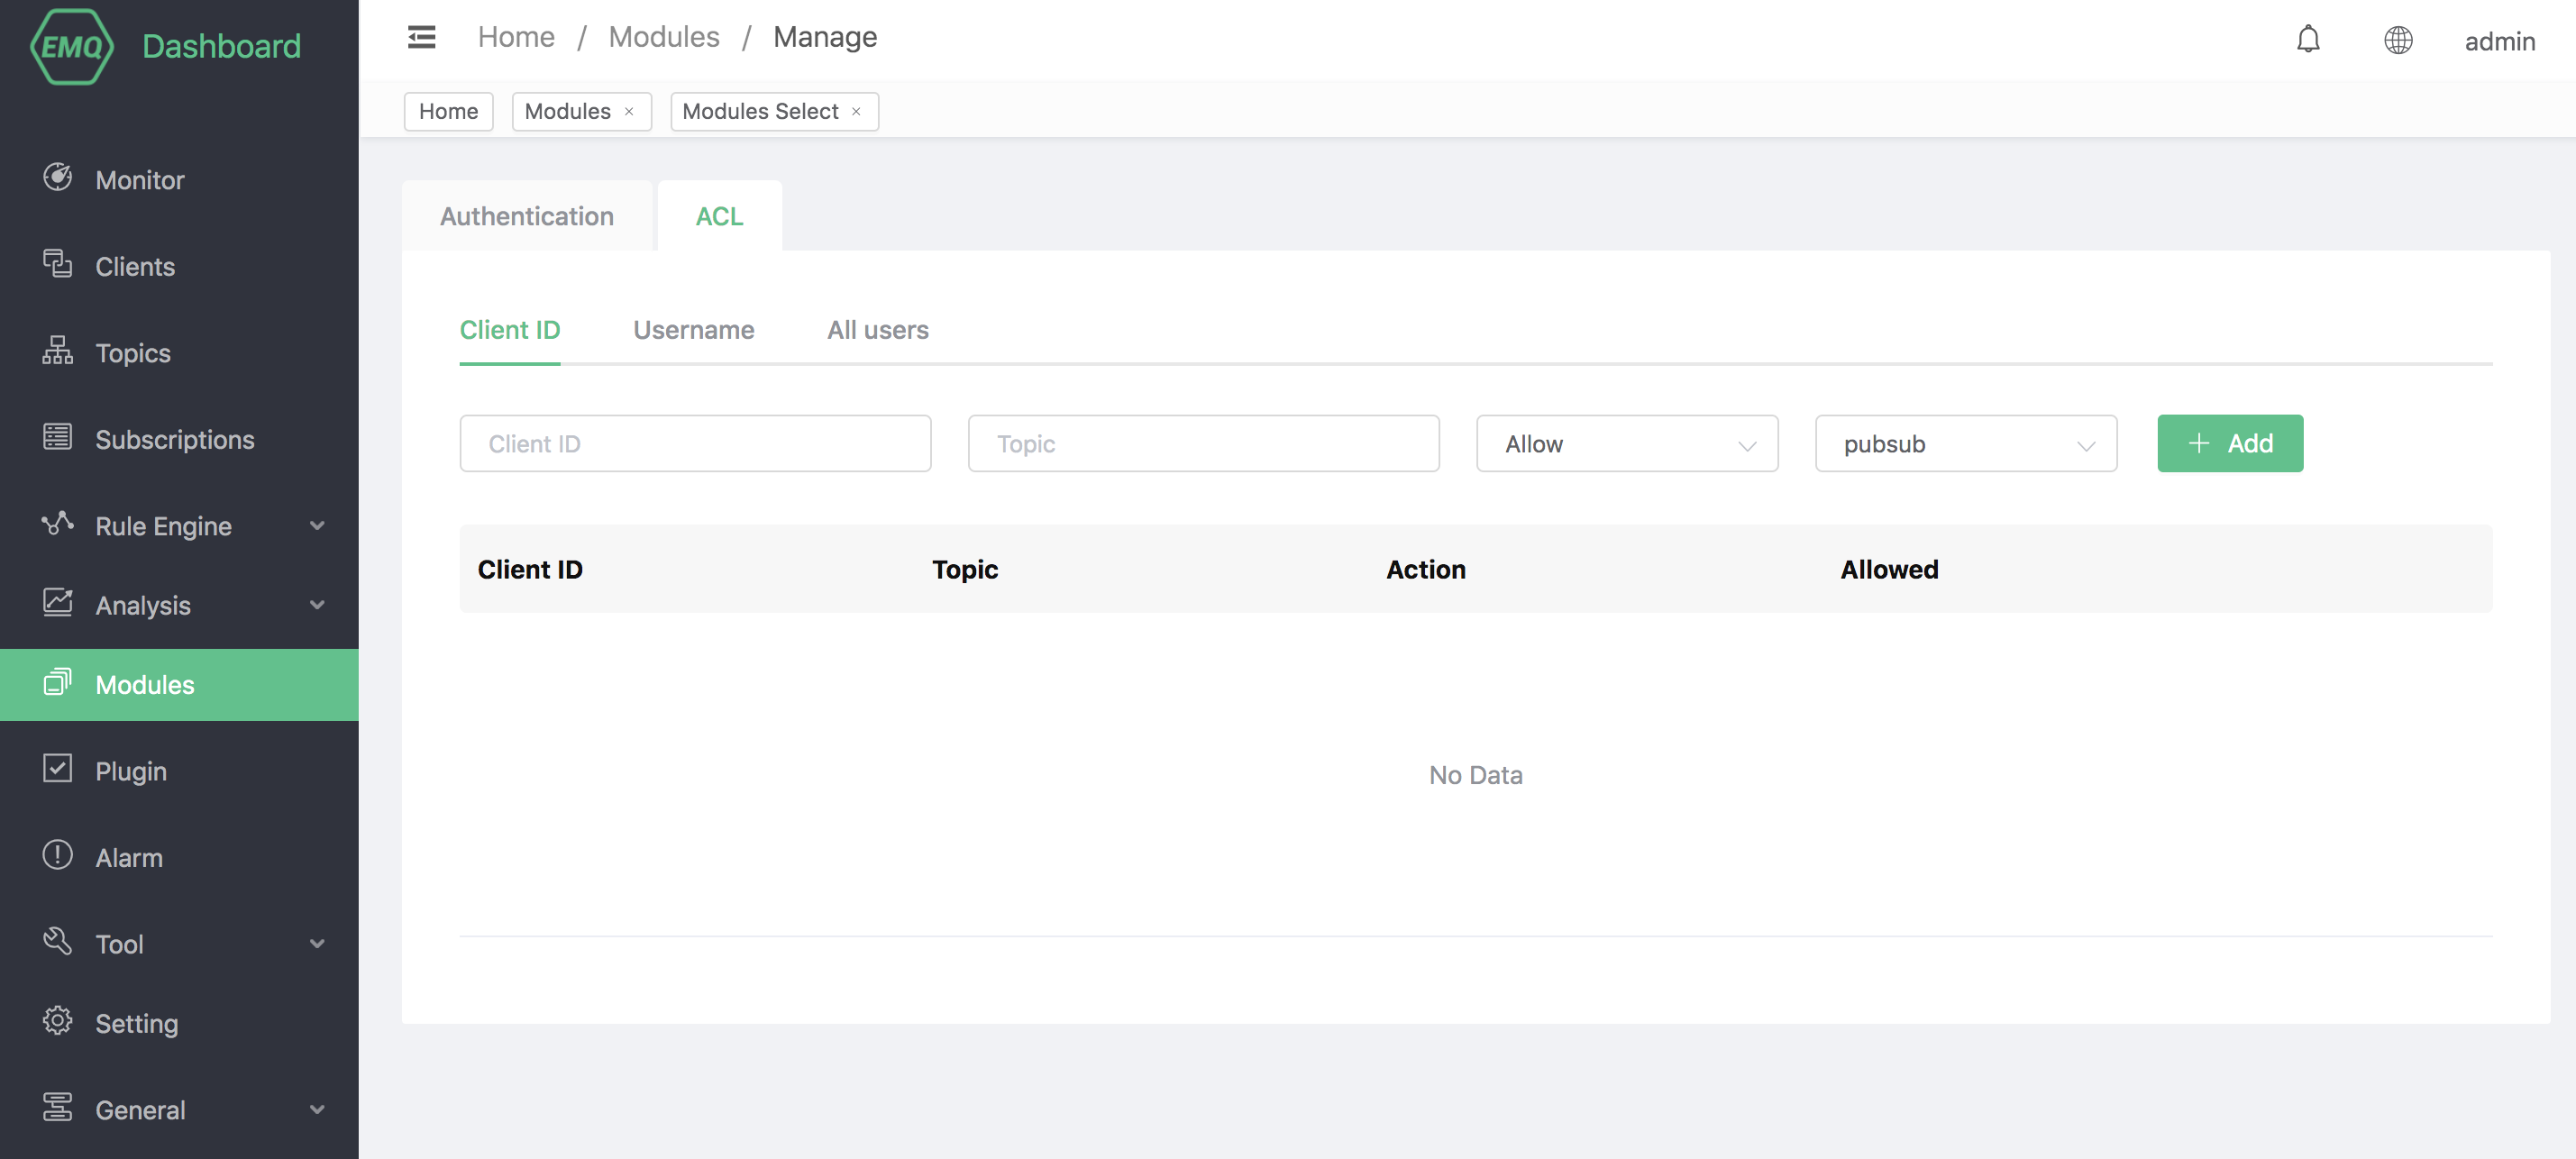 EMQ Dashboard
Home / Modules / Manage
admin
Home
Modules ×
Modules Select ×
Monitor
Clients
Topics
Subscriptions
Rule Engine
Analysis
Modules
Plugin
Alarm
Tool
Setting
General
Authentication
ACL
Client ID
Username
All users
Client ID
Topic
Allow
pubsub
+ Add
Client ID
Topic
Action
Allowed
No Data